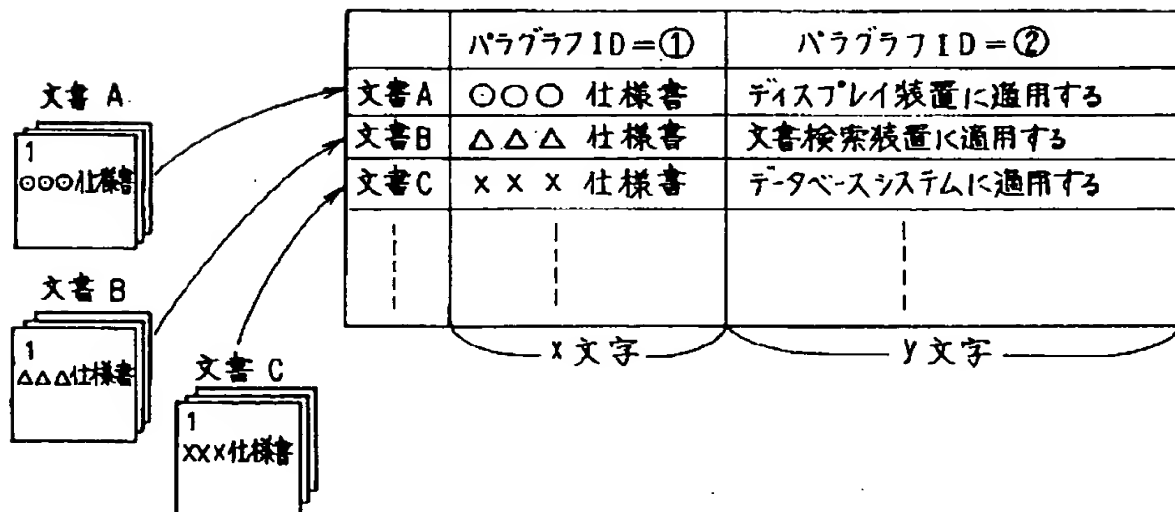 パラグラフID=① パラグラフID=②
文書A ⊙○○ 仕様書 ディスプレイ装置に適用する
文書B △△△ 仕様書 文書検索装置に適用する
文書C ××× 仕様書 データベースシステムに適用する
x文字 y文字
文書 A
1
⊙⊙⊙仕様書
文書 B
1
△△△仕様書
文書 C
1
×××仕様書